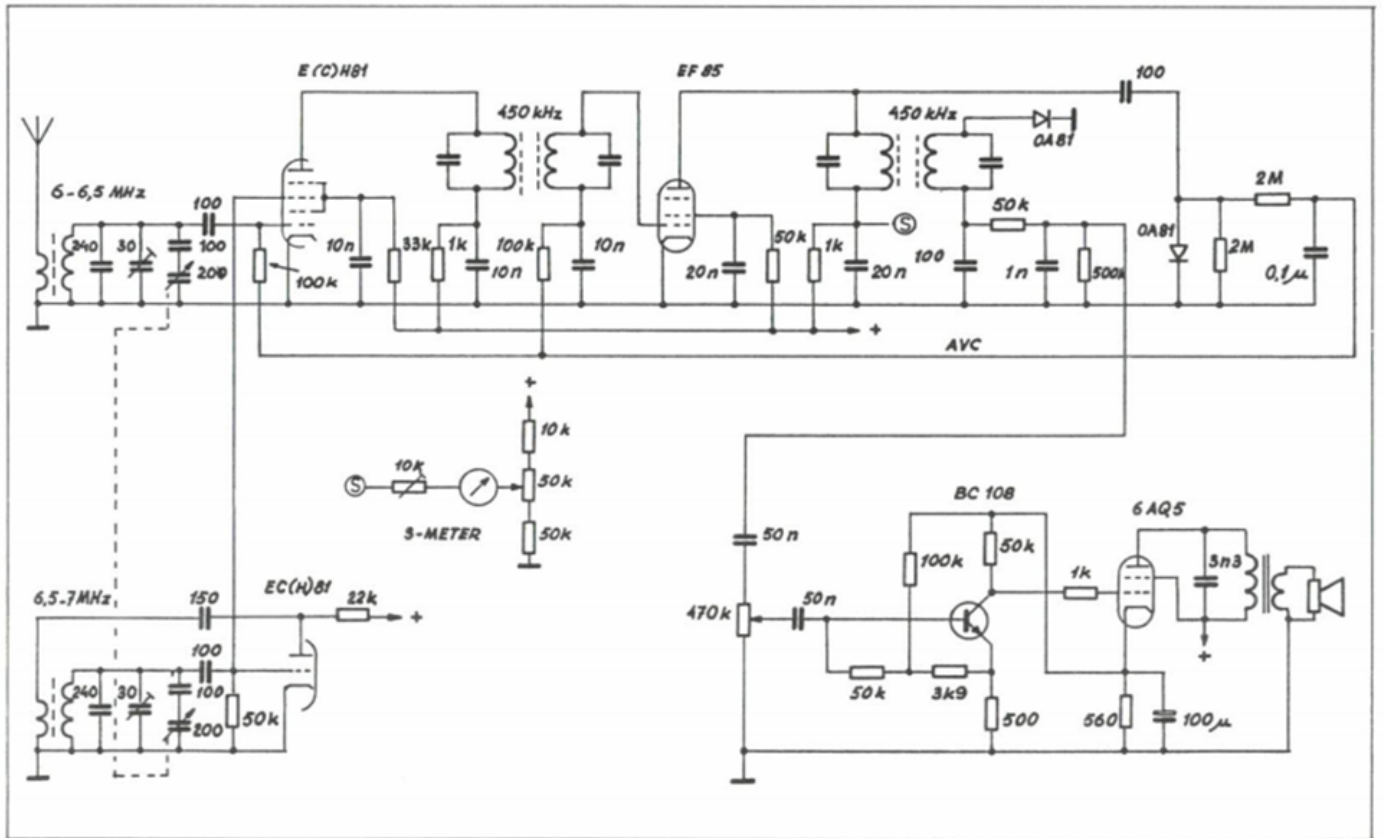 E(C)H81
EF 85
100
450 kHz
450 kHz
OA81
6-6,5 MHz
100
2M
50k
240
30
100
200
100k
10n
33k
1k
10n
100k
10n
20n
50k
1k
S
20n
100
1n
500k
OA81
2M
0,1µ
+
AVC
+
10k
S
10k
50k
S-METER
50k
BC 108
6AQ5
50n
100k
50k
3n3
1k
+
6,5-7MHz
150
EC(H)81
22k
+
100
470k
50n
240
30
100
200
50k
50k
3k9
500
560
100µ